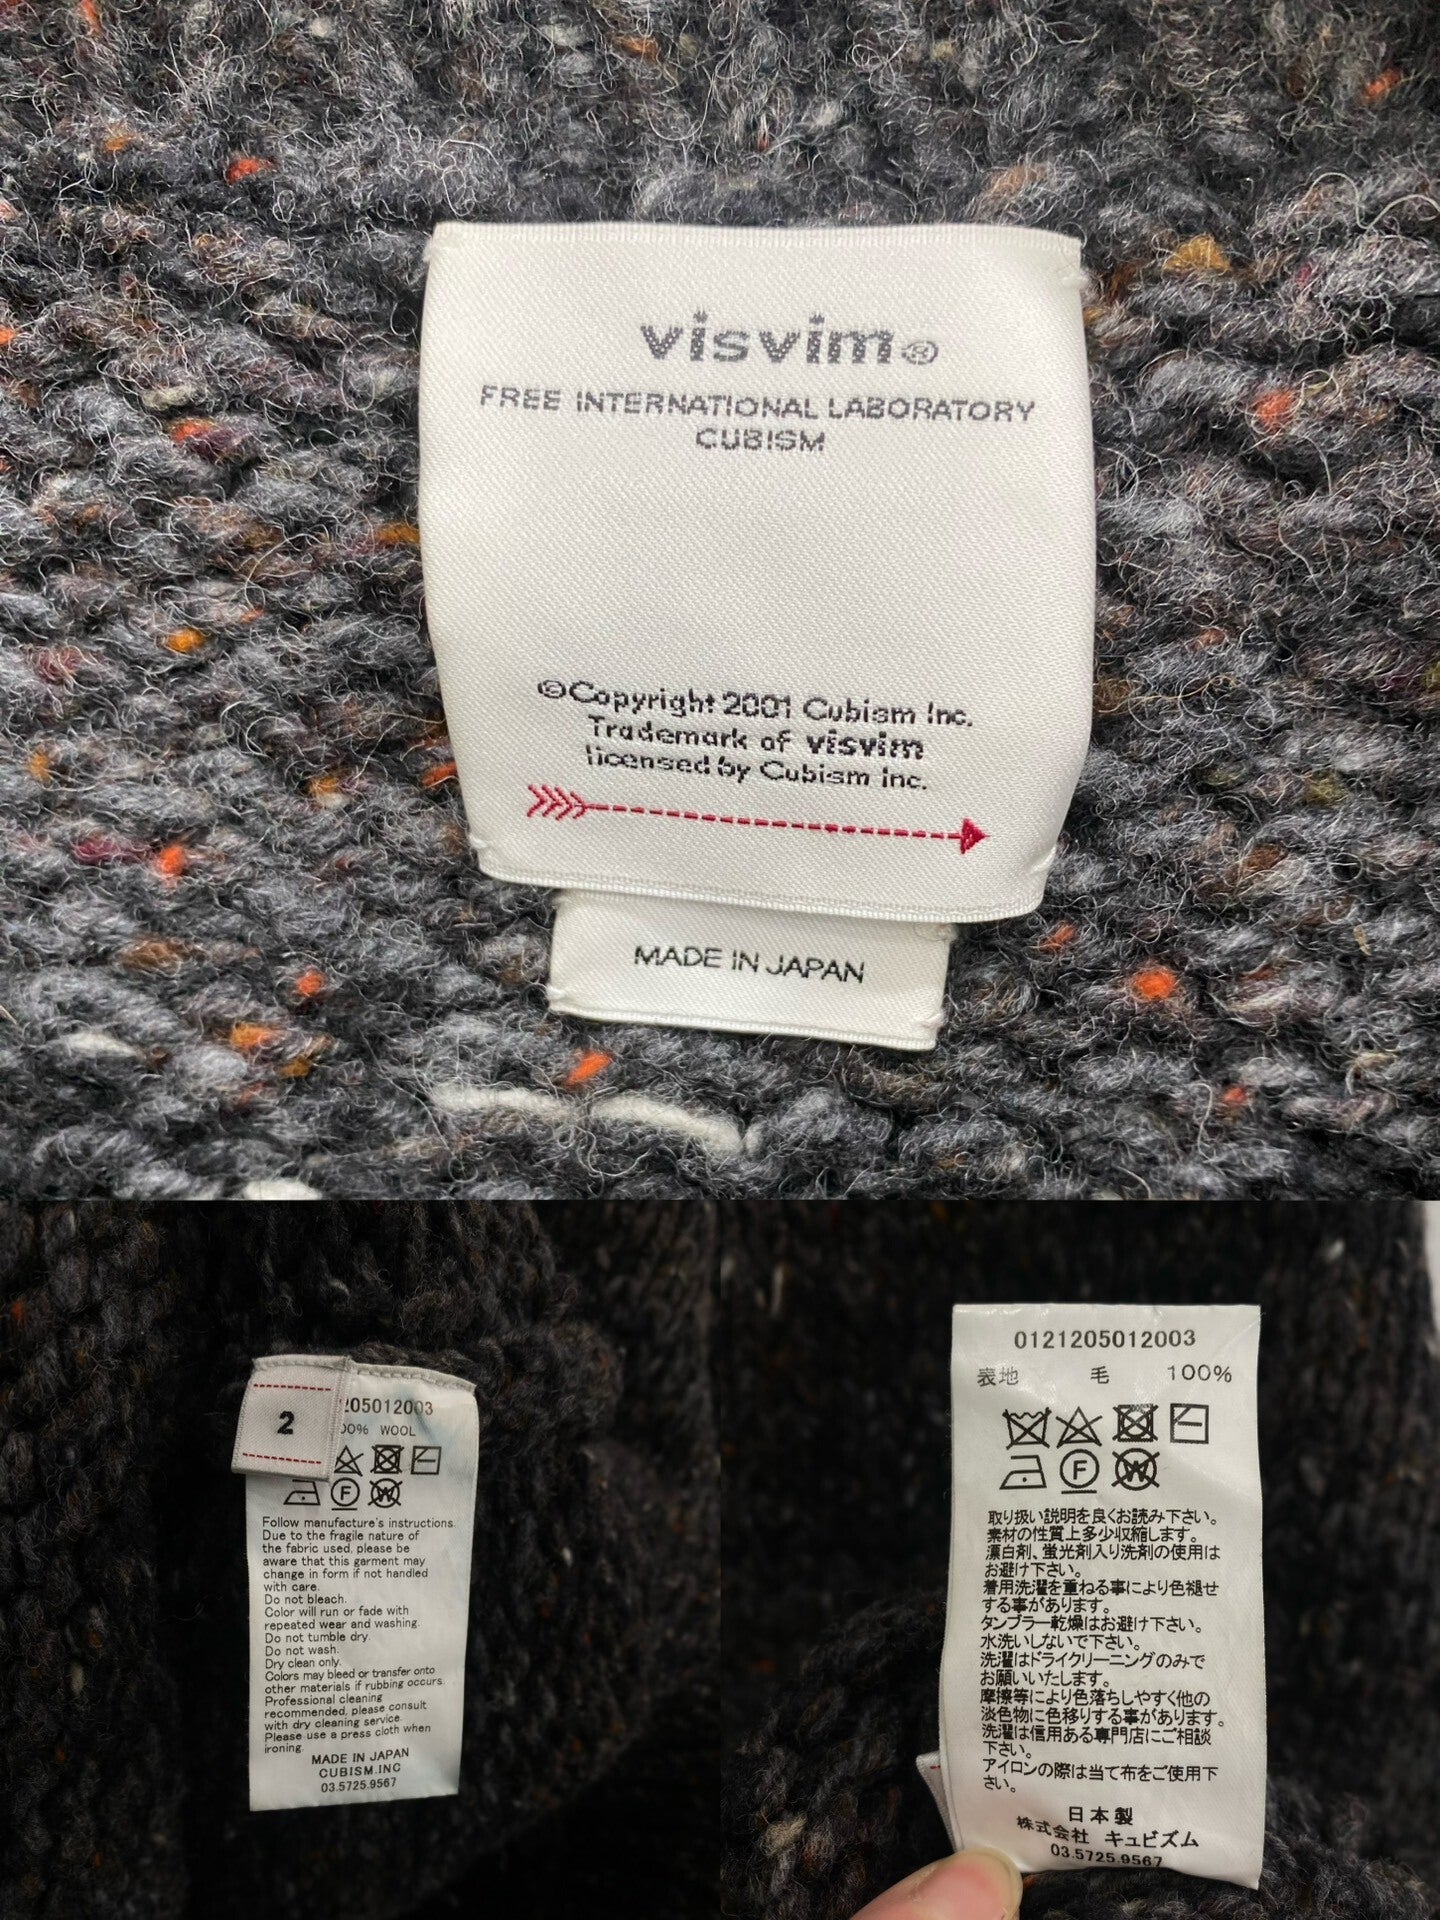 visvim®
FREE INTERNATIONAL LABORATORY
CUBISM
©Copyright 2001 Cubism Inc.
Trademark of visvim
licensed by Cubism Inc.
MADE IN JAPAN
2
205012003
00% WOOL
F W
Follow manufacture's instructions.
Due to the fragile nature of
the fabric used, please be
aware that this garment may
change in form if not handled
with care.
Do not bleach.
Color will run or fade with
repeated wear and washing.
Do not tumble dry.
Do not wash.
Dry clean only.
Colors may bleed or transfer onto
other materials if rubbing occurs.
Professional cleaning
recommended, please consult
with dry cleaning service.
Please use a press cloth when
ironing.
MADE IN JAPAN
CUBISM.INC
03.5725.9567
0121205012003
表地 毛 100%
F W
取り扱い説明を良くお読み下さい。
素材の性質上多少収縮します。
漂白剤、蛍光剤入り洗剤の使用は
お避け下さい。
着用洗濯を重ねる事により色褪せ
する事があります。
タンブラー乾燥はお避け下さい。
水洗いしないで下さい。
洗濯はドライクリーニングのみで
お願いいたします。
摩擦等により色落ちしやすく他の
淡色物に色移りする事があります。
洗濯は信用ある専門店にご相談
下さい。
アイロンの際は当て布をご使用下
さい。
日本製
株式会社 キュビズム
03.5725.9567